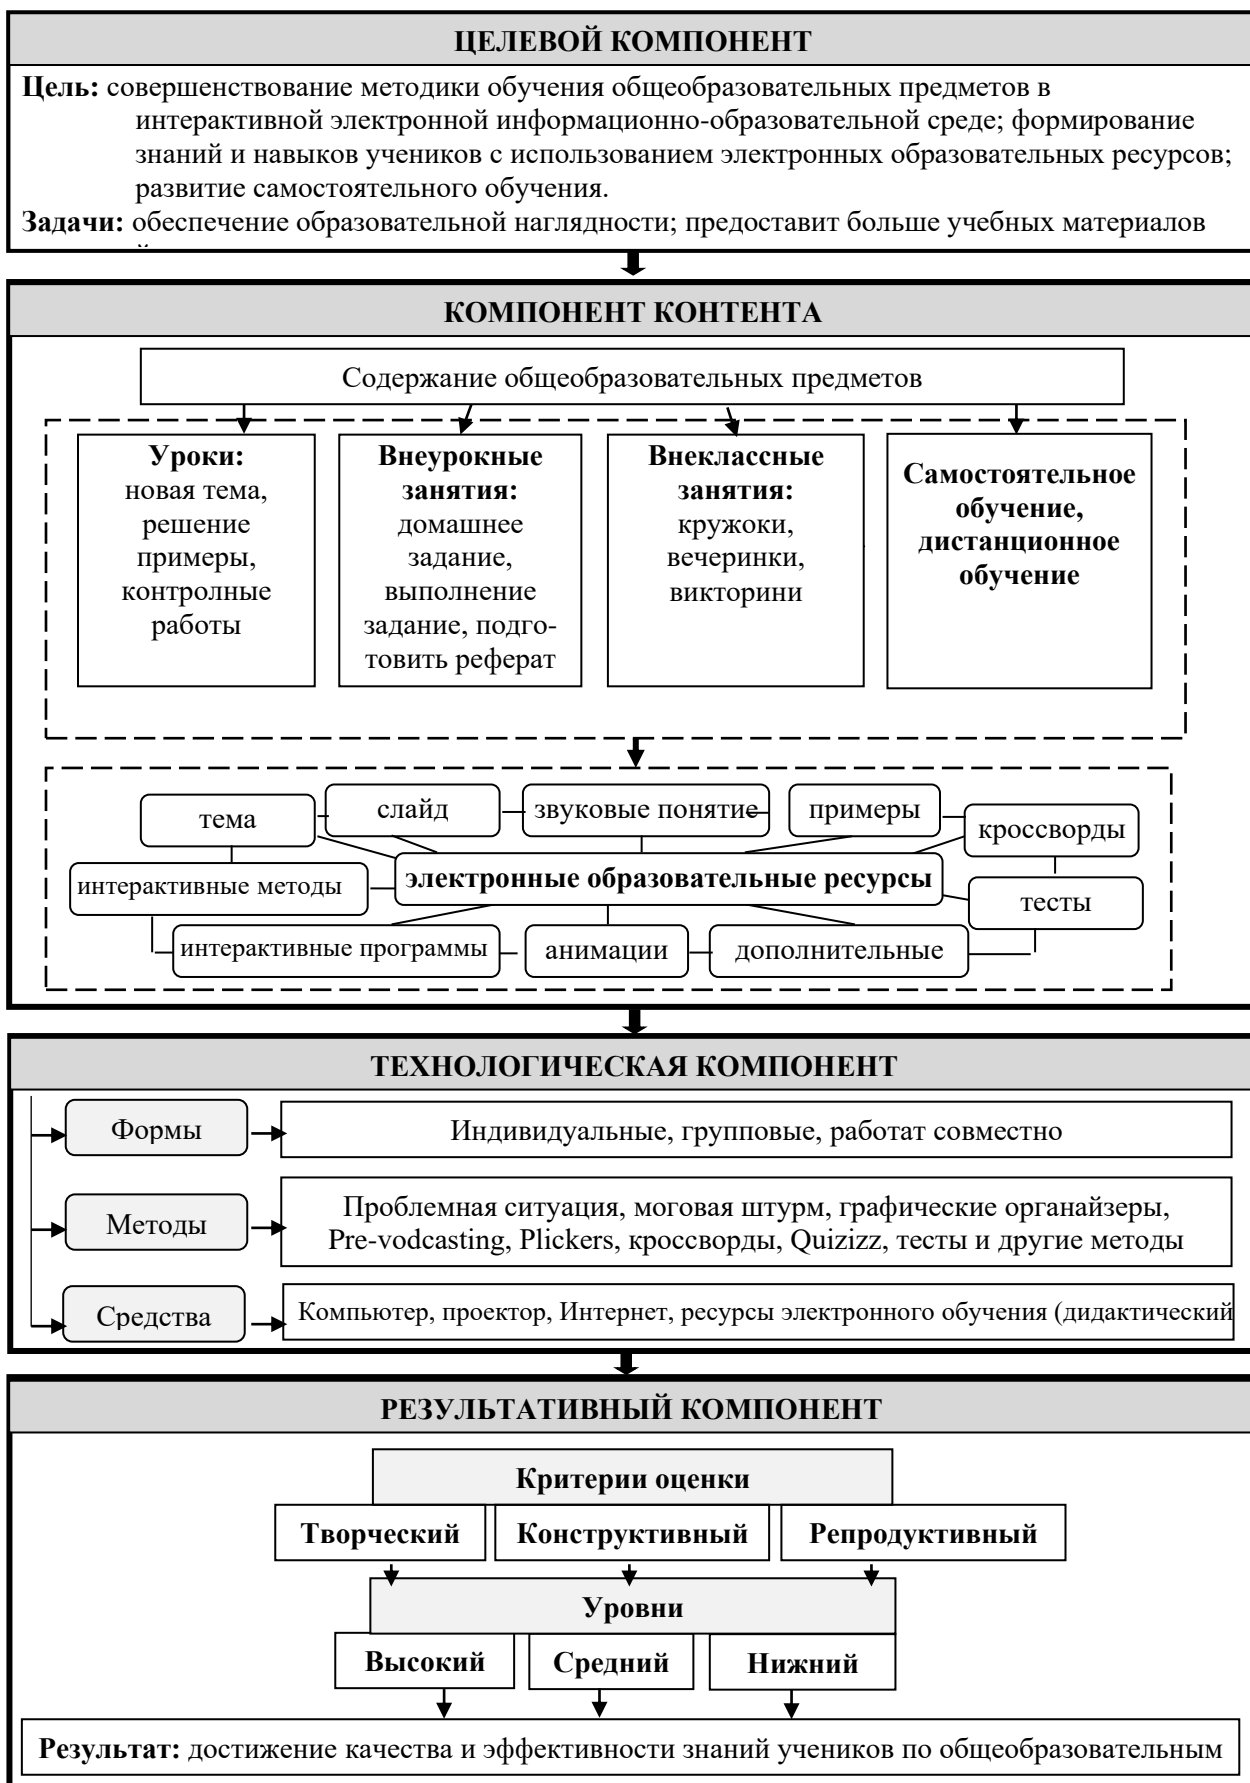 ЦЕЛЕВОЙ КОМПОНЕНТ
Цель: совершенствование методики обучения общеобразовательных предметов в
интерактивной электронной информационно-образовательной среде; формирование
знаний и навыков учеников с использованием электронных образовательных ресурсов;
развитие самостоятельного обучения.
Задачи: обеспечение образовательной наглядности; предоставит больше учебных материалов
КОМПОНЕНТ КОНТЕНТА
Содержание общеобразовательных предметов
Уроки:
новая тема,
решение
примеры,
контролные
работы
Внеурокные
занятия:
домашнее
задание,
выполнение
задание, подго-
товить реферат
Внеклассные
занятия:
кружоки,
вечеринки,
викторини
Самостоятельное
обучение,
дистанционное
обучение
тема
слайд
звуковые понятие
примеры
кроссворды
интерактивные методы
электронные образовательные ресурсы
тесты
интерактивные программы
анимации
дополнительные
ТЕХНОЛОГИЧЕСКАЯ КОМПОНЕНТ
Формы
Индивидуальные, групповые, работат совместно
Методы
Проблемная ситуация, моговая штурм, графические органайзеры,
Pre-vodcasting, Plickers, кроссворды, Quizizz, тесты и другие методы
Средства
Компьютер, проектор, Интернет, ресурсы электронного обучения (дидактический
РЕЗУЛЬТАТИВНЫЙ КОМПОНЕНТ
Критерии оценки
Творческий
Конструктивный
Репродуктивный
Уровни
Высокий
Средний
Нижний
Результат: достижение качества и эффективности знаний учеников по общеобразовательным